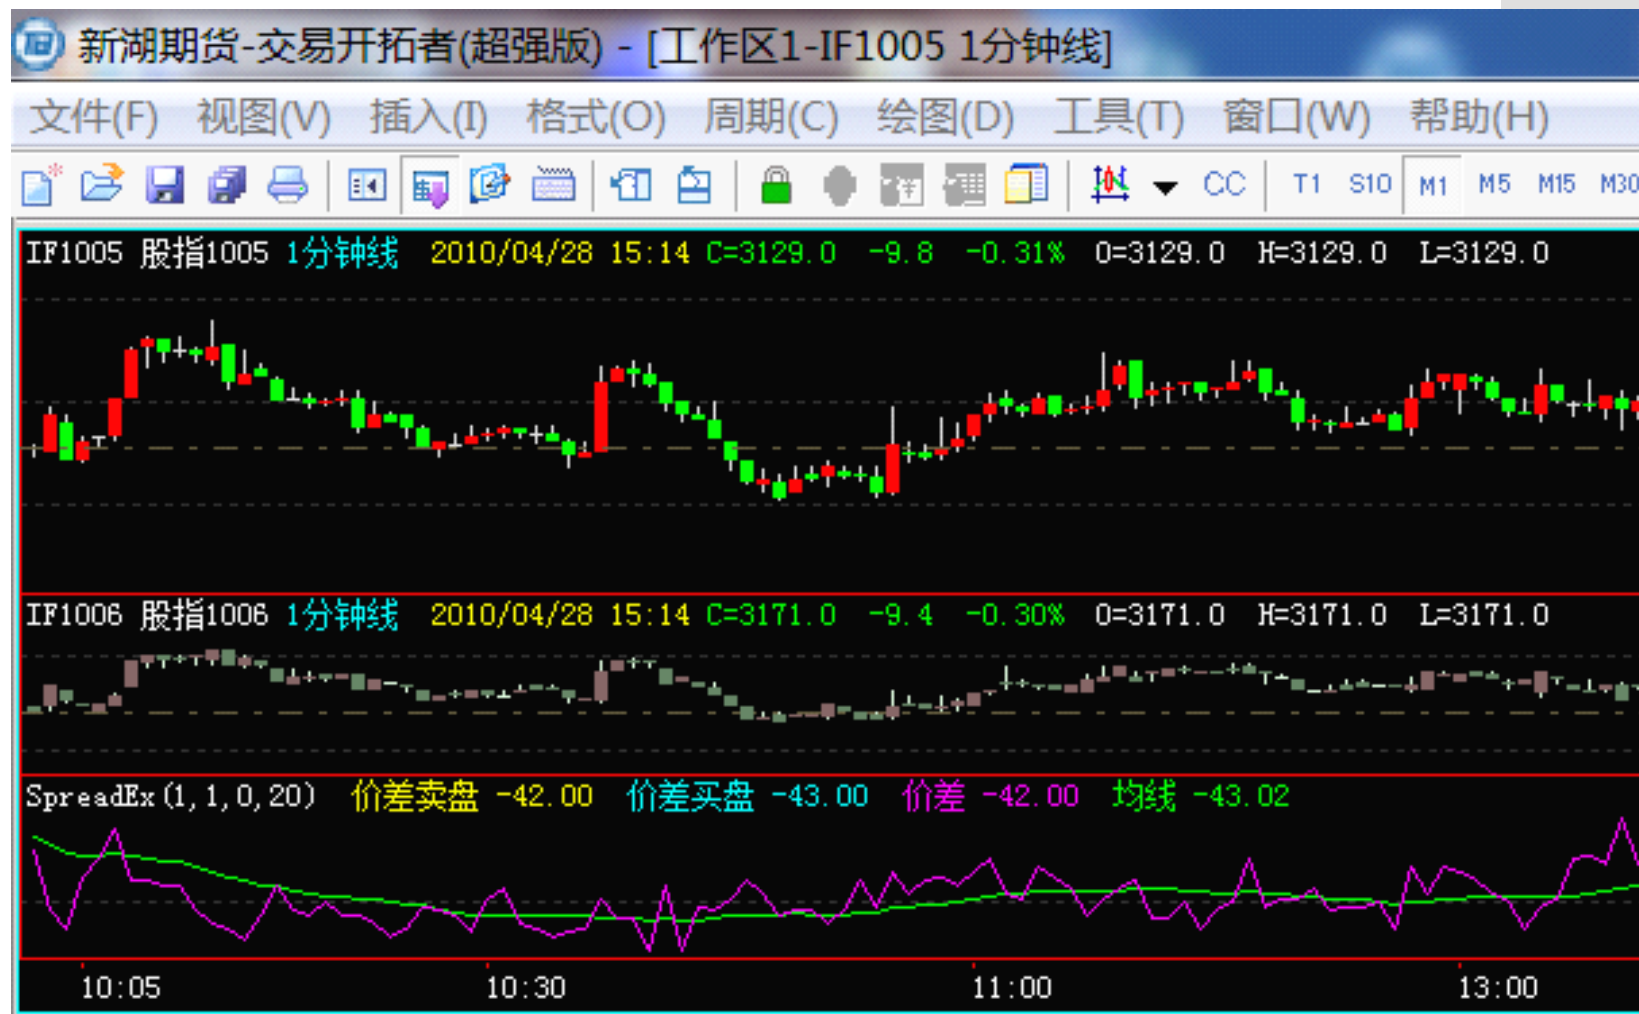 新湖期货-交易开拓者(超强版) - [工作区1-IF1005 1分钟线]
文件(F) 视图(V) 插入(I) 格式(O) 周期(C) 绘图(D) 工具(T) 窗口(W) 帮助(H)
CC T1 S10 M1 M5 M15 M30
IF1005 股指1005 1分钟线 2010/04/28 15:14 C=3129.0 -9.8 -0.31% O=3129.0 H=3129.0 L=3129.0
IF1006 股指1006 1分钟线 2010/04/28 15:14 C=3171.0 -9.4 -0.30% O=3171.0 H=3171.0 L=3171.0
SpreadEx(1,1,0,20) 价差卖盘 -42.00 价差买盘 -43.00 价差 -42.00 均线 -43.02
10:05 10:30 11:00 13:00